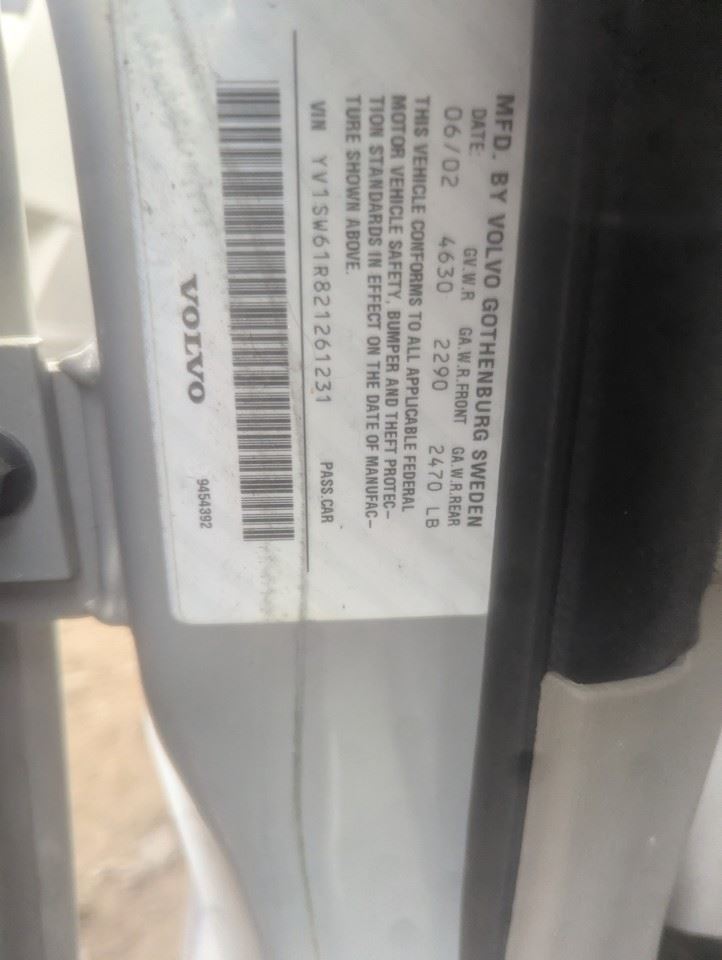 MFD. BY VOLVO GOTHENBURG SWEDEN
DATE: GV.W.R GA.W.R.FRONT GA.W.R.REAR
06/02 4630 2290 2470 LB
THIS VEHICLE CONFORMS TO ALL APPLICABLE FEDERAL
MOTOR VEHICLE SAFETY, BUMPER AND THEFT PROTEC-
TION STANDARDS IN EFFECT ON THE DATE OF MANUFAC-
TURE SHOWN ABOVE.
VIN YV1SW61R821261231 PASS.CAR
VOLVO 9454392